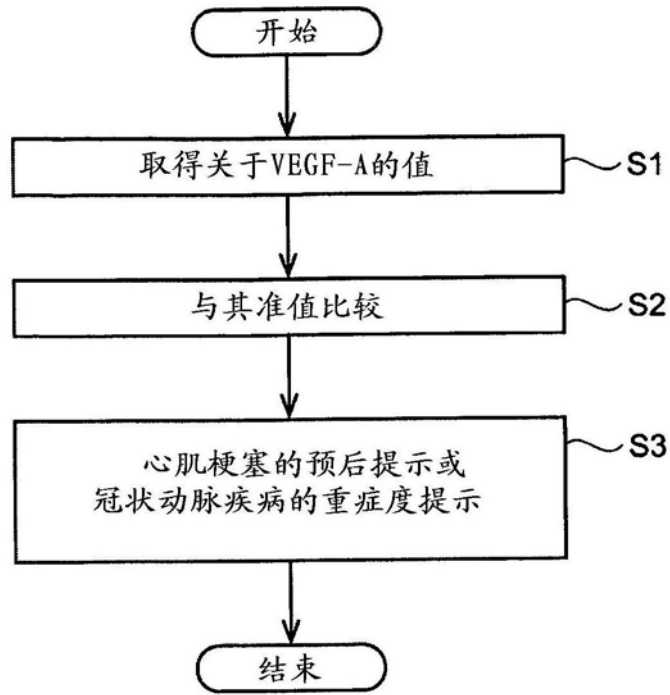 开始
取得关于VEGF-A的值
S1
与其准值比较
S2
心肌梗塞的预后提示或
冠状动脉疾病的重症度提示
S3
结束